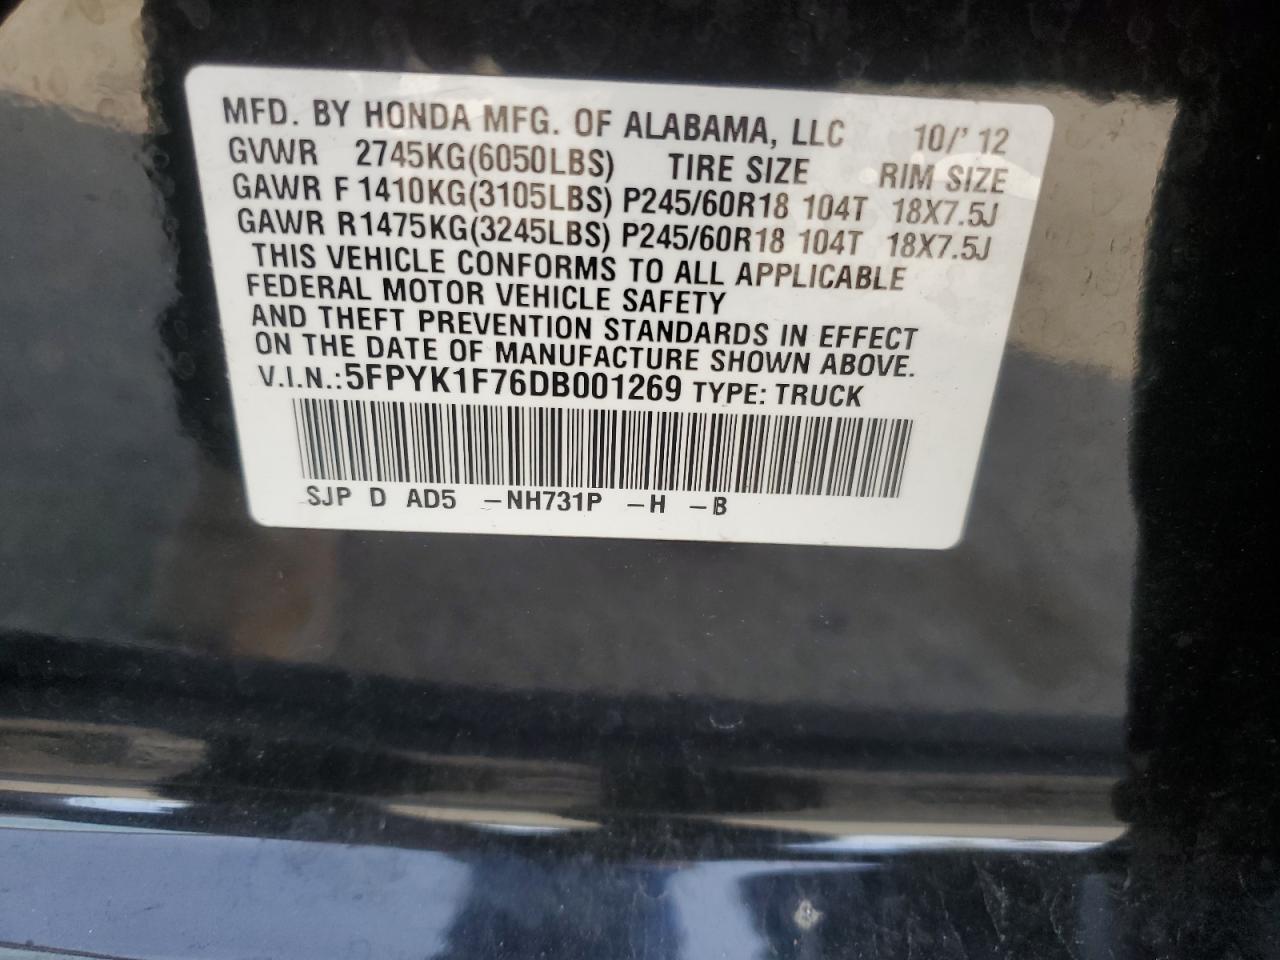 MFD. BY HONDA MFG. OF ALABAMA, LLC 10/'12
GVWR 2745KG(6050LBS) TIRE SIZE RIM SIZE
GAWR F 1410KG(3105LBS) P245/60R18 104T 18X7.5J
GAWR R1475KG(3245LBS) P245/60R18 104T 18X7.5J
THIS VEHICLE CONFORMS TO ALL APPLICABLE
FEDERAL MOTOR VEHICLE SAFETY
AND THEFT PREVENTION STANDARDS IN EFFECT
ON THE DATE OF MANUFACTURE SHOWN ABOVE.
V.I.N.:5FPYK1F76DB001269 TYPE: TRUCK
SJP D AD5 -NH731P -H -B